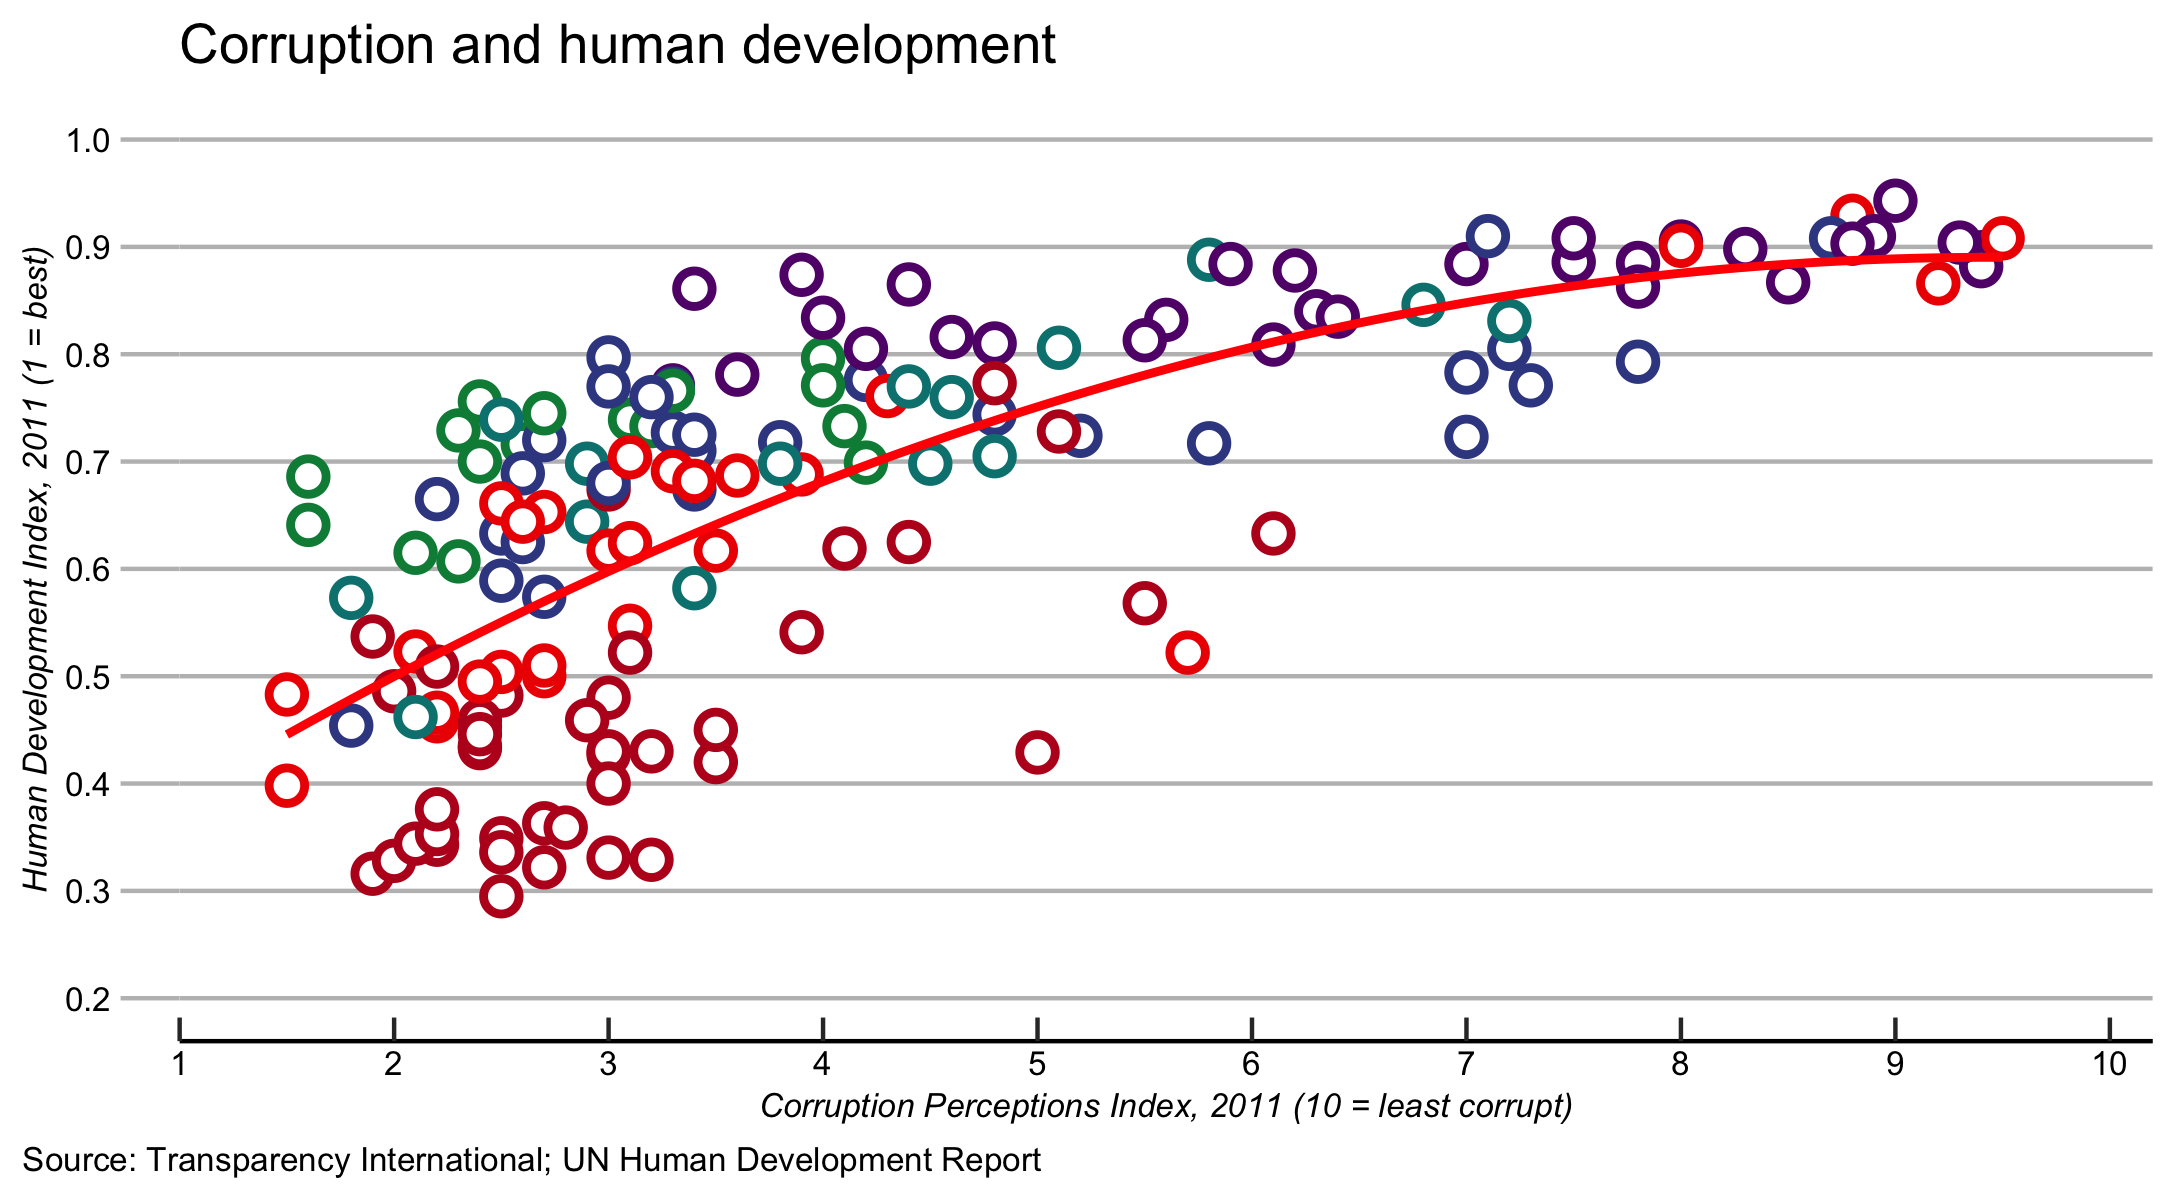 Corruption and human development
1.0
0.9
0.8
0.7
0.6
0.5
0.4
0.3
0.2
Human Development Index, 2011 (1 = best)
1 2 3 4 5 6 7 8 9 10
Corruption Perceptions Index, 2011 (10 = least corrupt)
Source: Transparency International; UN Human Development Report